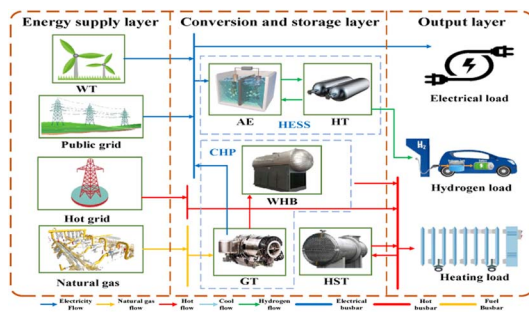 Energy supply layer
Conversion and storage layer
Output layer
WT
AE
HT
HESS
Electrical load
Public grid
CHP
H2
Hydrogen load
WHB
Hot grid
Natural gas
GT
HST
Heating load
Electricity Flow
Natural gas flow
Hot flow
Cool flow
Hydrogen flow
Electrical busbar
Hot busbar
Fuel Busbar